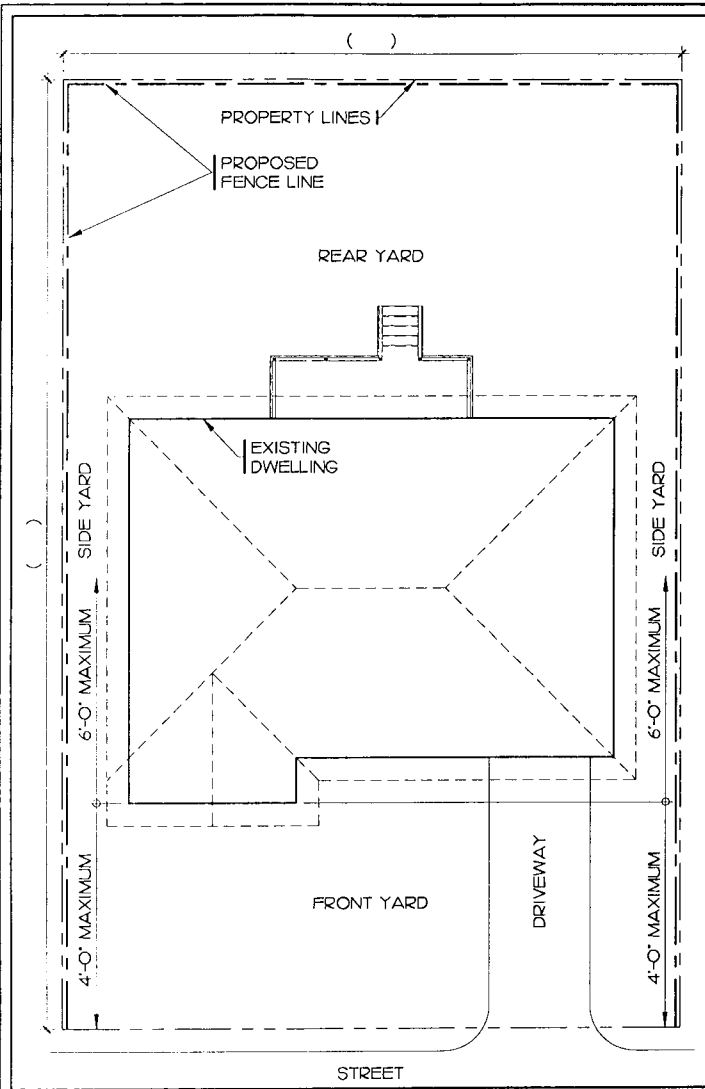 ( )
PROPERTY LINES
PROPOSED
FENCE LINE
REAR YARD
EXISTING
DWELLING
SIDE YARD
SIDE YARD
( )
6'-0" MAXIMUM
6'-0" MAXIMUM
4'-0" MAXIMUM
FRONT YARD
DRIVEWAY
4'-0" MAXIMUM
STREET